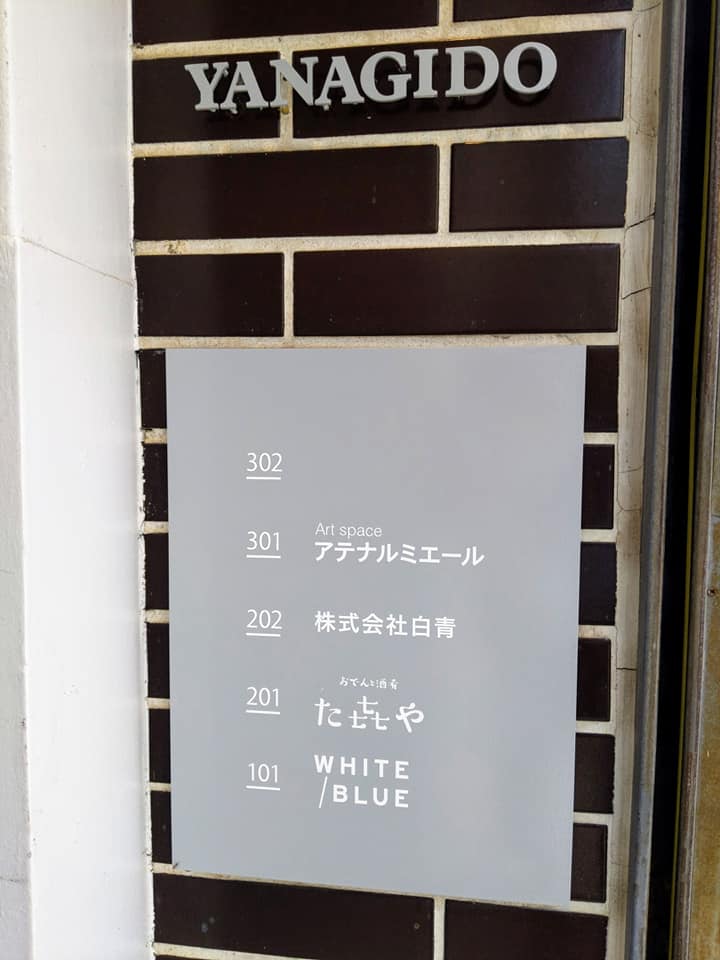 YANAGIDO
302
301 Art space
アテナルミエール
202 株式会社白青
おでんと酒肴
201 た㐂や
101 WHITE
/BLUE